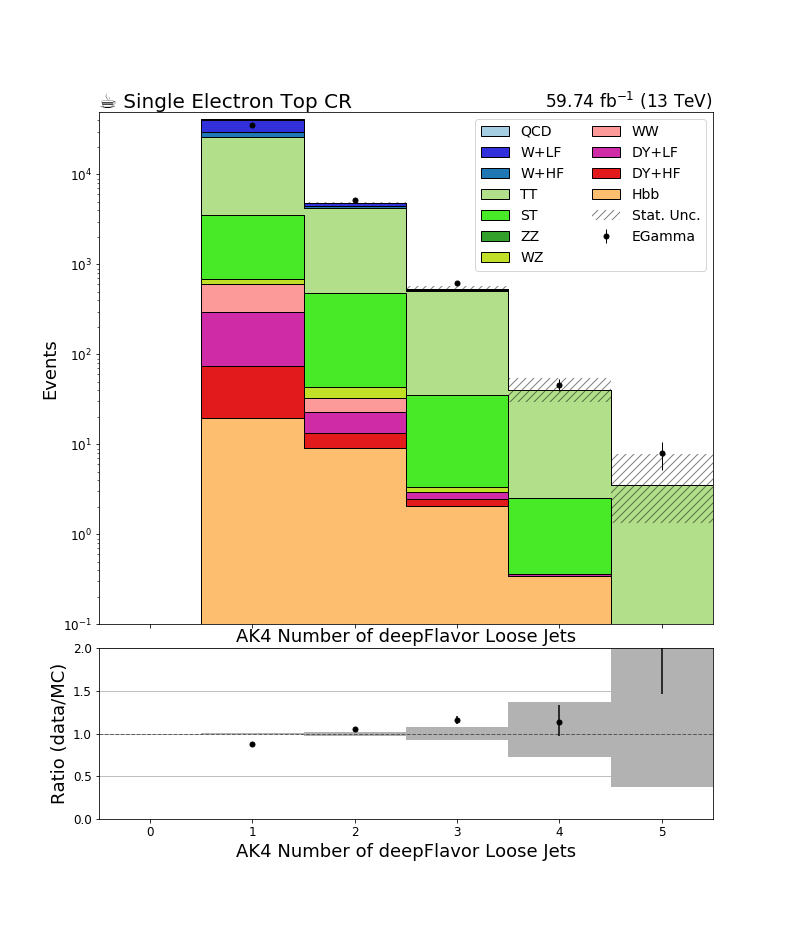 ☕ Single Electron Top CR
59.74 fb⁻¹ (13 TeV)
QCD
W+LF
W+HF
TT
ST
ZZ
WZ
WW
DY+LF
DY+HF
Hbb
Stat. Unc.
EGamma
Events
10⁴
10³
10²
10¹
10⁰
10⁻¹
AK4 Number of deepFlavor Loose Jets
Ratio (data/MC)
2.0
1.5
1.0
0.5
0.0
0 1 2 3 4 5
AK4 Number of deepFlavor Loose Jets